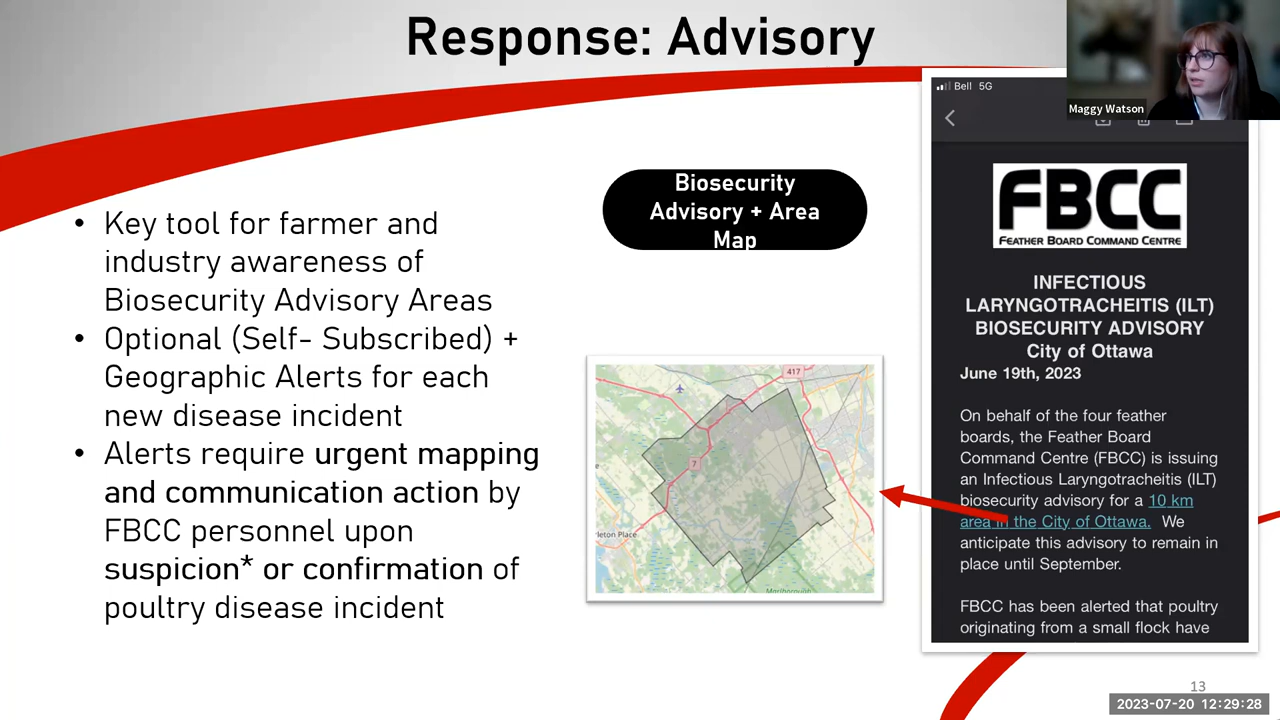 Response: Advisory
Maggy Watson
• Key tool for farmer and
industry awareness of
Biosecurity Advisory Areas
• Optional (Self- Subscribed) +
Geographic Alerts for each
new disease incident
• Alerts require urgent mapping
and communication action by
FBCC personnel upon
suspicion* or confirmation of
poultry disease incident
Biosecurity
Advisory + Area
Map
417
7
leton Place
Marlborough
Bell 5G
FBCC
FEATHER BOARD COMMAND CENTRE
INFECTIOUS
LARYNGOTRACHEITIS (ILT)
BIOSECURITY ADVISORY
City of Ottawa
June 19th, 2023
On behalf of the four feather
boards, the Feather Board
Command Centre (FBCC) is issuing
an Infectious Laryngotracheitis (ILT)
biosecurity advisory for a 10 km
area in the City of Ottawa. We
anticipate this advisory to remain in
place until September.
FBCC has been alerted that poultry
originating from a small flock have
13
2023-07-20 12:29:28